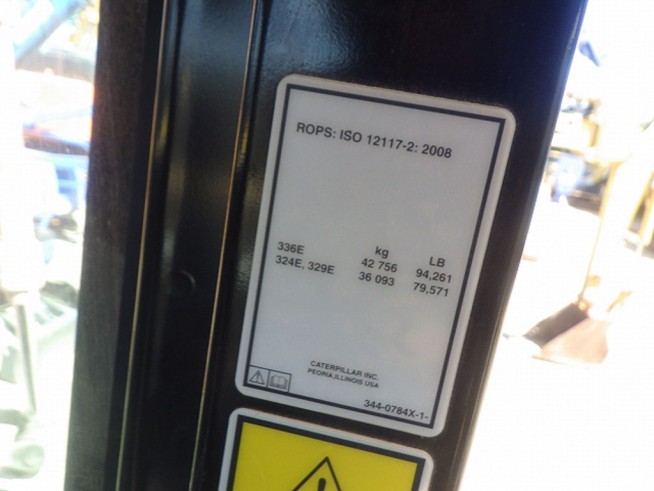 ROPS: ISO 12117-2: 2008
kg LB
336E 42 756 94,261
324E, 329E 36 093 79,571
CATERPILLAR INC.
PEORIA,ILLINOIS USA
344-0784X-1-